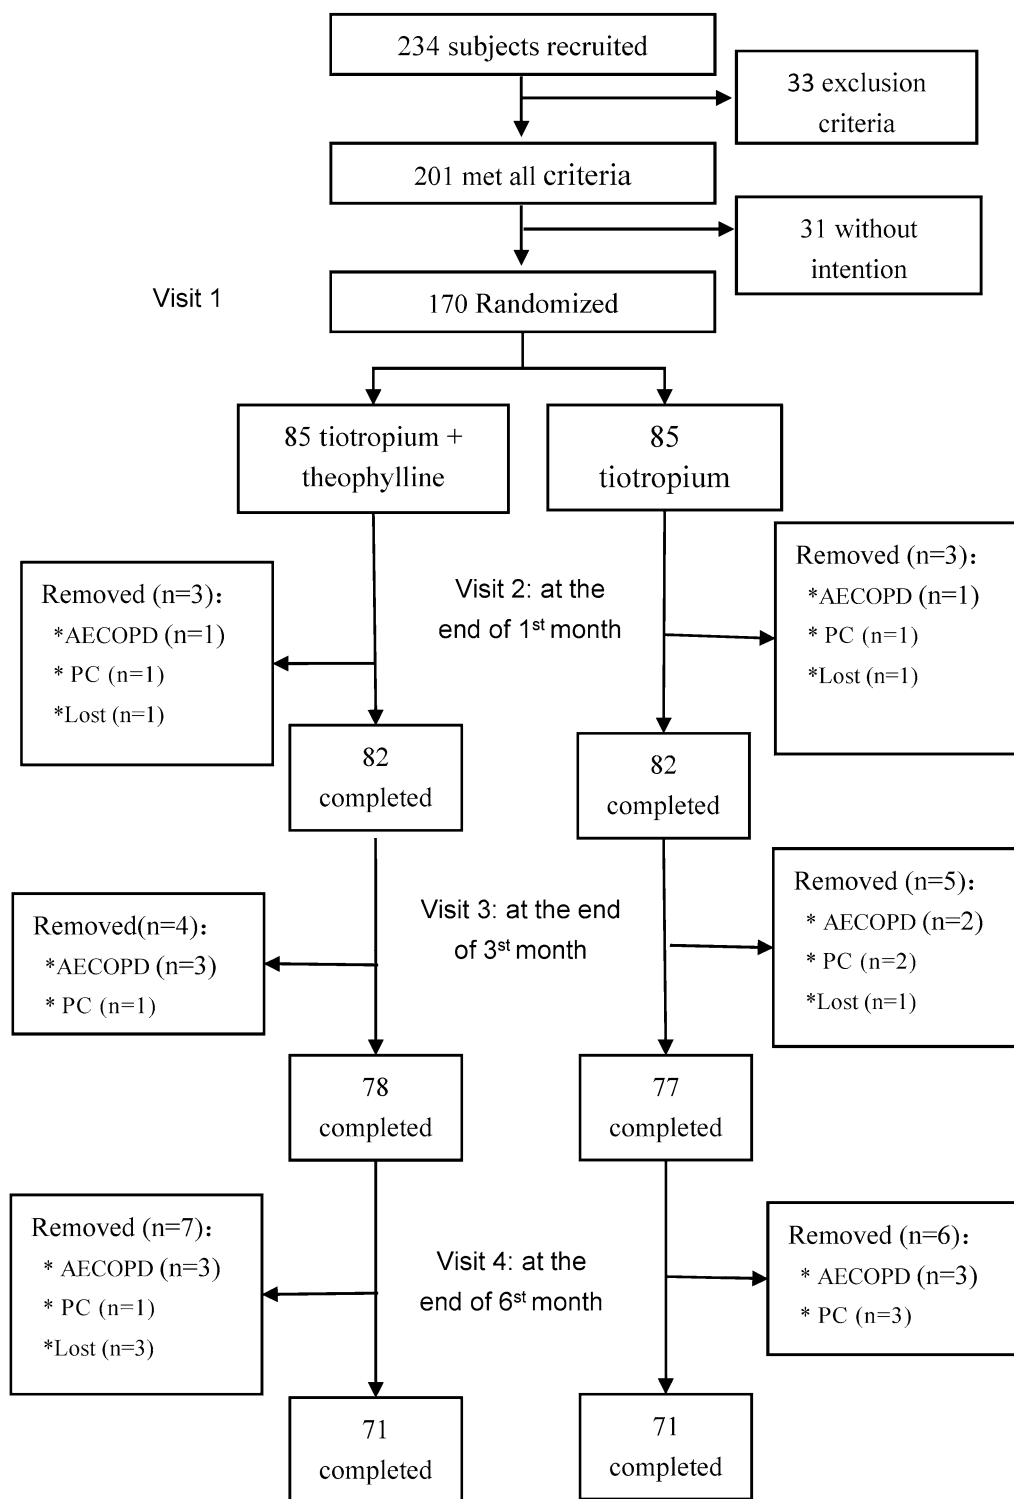 234 subjects recruited
33 exclusion
criteria
201 met all criteria
31 without
intention
Visit 1
170 Randomized
85 tiotropium +
theophylline
85
tiotropium
Removed (n=3)：
*AECOPD (n=1)
* PC (n=1)
*Lost (n=1)
Visit 2: at the
end of 1st month
Removed (n=3)：
*AECOPD (n=1)
* PC (n=1)
*Lost (n=1)
82
completed
82
completed
Removed(n=4)：
*AECOPD (n=3)
* PC (n=1)
Visit 3: at the end
of 3st month
Removed (n=5)：
* AECOPD (n=2)
* PC (n=2)
*Lost (n=1)
78
completed
77
completed
Removed (n=7)：
* AECOPD (n=3)
* PC (n=1)
*Lost (n=3)
Visit 4: at the
end of 6st month
Removed (n=6)：
* AECOPD (n=3)
* PC (n=3)
71
completed
71
completed